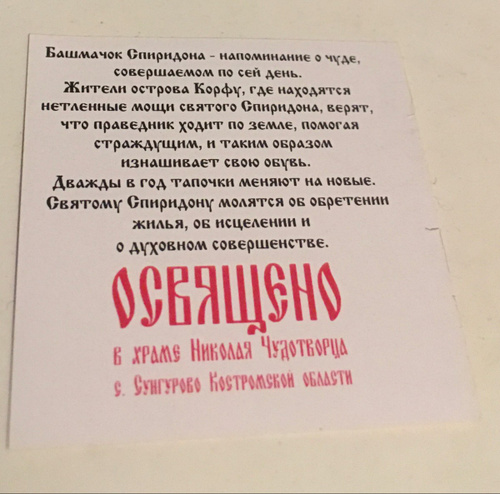 Башмачок Спиридона - напоминание о чуде,
совершаемом по сей день.
Жители острова Корфу, где находятся
нетленные мощи святого Спиридона, верят,
что праведник ходит по земле, помогая
страждущим, и таким образом
изнашивает свою обувь.
Дважды в год тапочки меняют на новые.
Святому Спиридону молятся об обретении
жилья, об исцелении и
о духовном совершенстве.
ОСВЯЩЕНО
в храме Николая Чудотворца
с. Сунгурово Костромской области